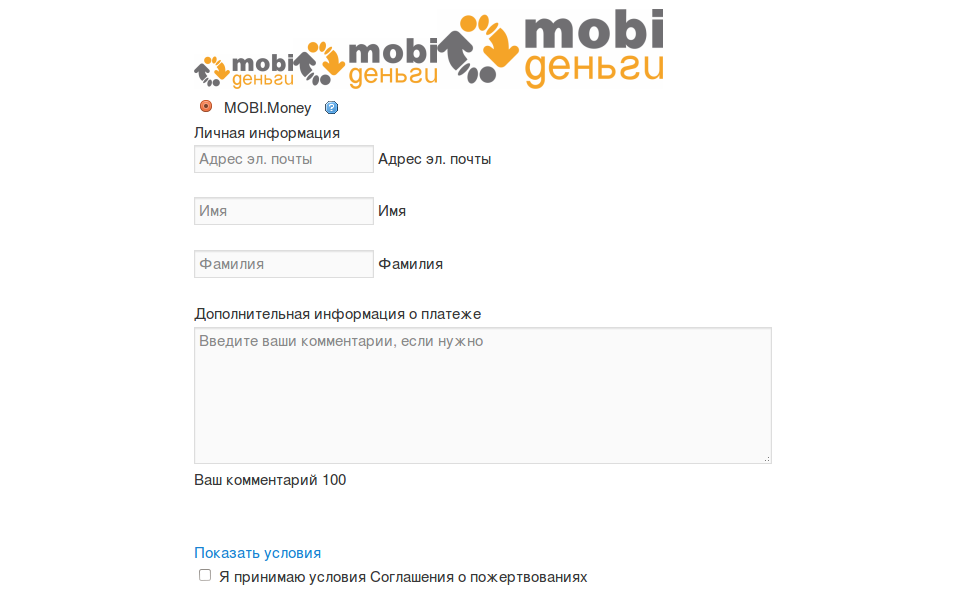 mobi деньги mobi деньги mobi деньги
MOBI.Money
Личная информация
Адрес эл. почты Адрес эл. почты
Имя Имя
Фамилия Фамилия
Дополнительная информация о платеже
Введите ваши комментарии, если нужно
Ваш комментарий 100
Показать условия
Я принимаю условия Соглашения о пожертвованиях